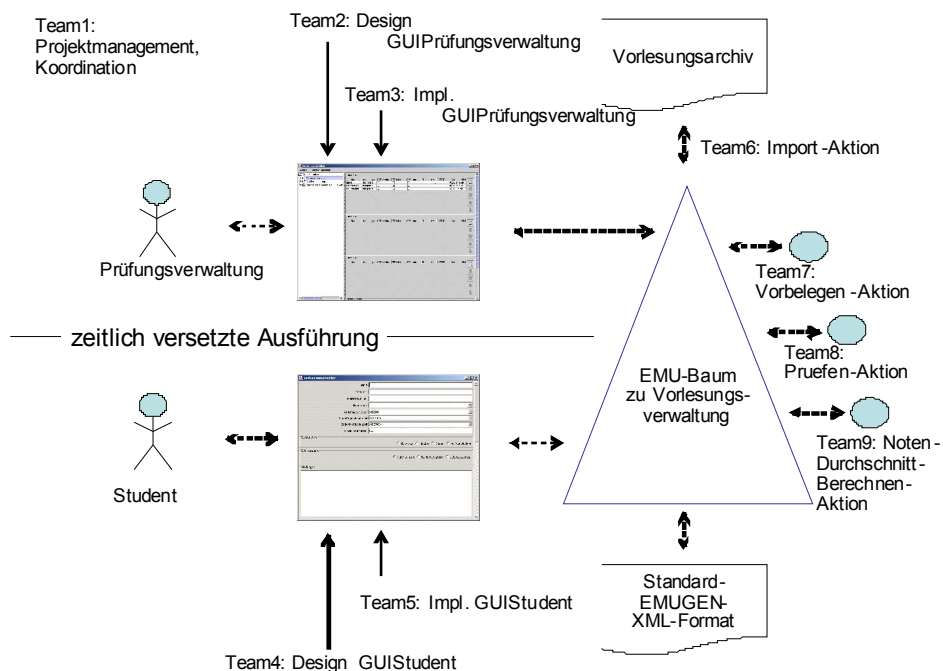 Team1:
Projektmanagement,
Koordination
Team2: Design
GUIPrüfungsverwaltung
Team3: Impl.
GUIPrüfungsverwaltung
Vorlesungsarchiv
Team6: Import -Aktion
Prüfungsverwaltung
Team7:
Vorbelegen -Aktion
zeitlich versetzte Ausführung
Team8:
Pruefen-Aktion
EMU-Baum
zu Vorlesungs-
verwaltung
Team9: Noten -
Durchschnitt -
Berechnen -
Aktion
Student
Team5: Impl. GUIStudent
Team4: Design GUIStudent
Standard-
EMUGEN-
XML-Format